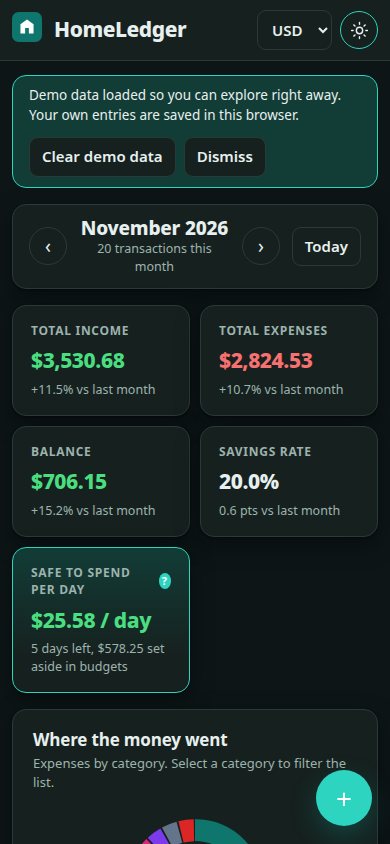 HomeLedger
USD
Demo data loaded so you can explore right away.
Your own entries are saved in this browser.
Clear demo data
Dismiss
‹
November 2026
20 transactions this
month
›
Today
TOTAL INCOME
$3,530.68
+11.5% vs last month
TOTAL EXPENSES
$2,824.53
+10.7% vs last month
BALANCE
$706.15
+15.2% vs last month
SAVINGS RATE
20.0%
0.6 pts vs last month
SAFE TO SPEND
PER DAY
?
$25.58 / day
5 days left, $578.25 set
aside in budgets
Where the money went
Expenses by category. Select a category to filter the
list.
+